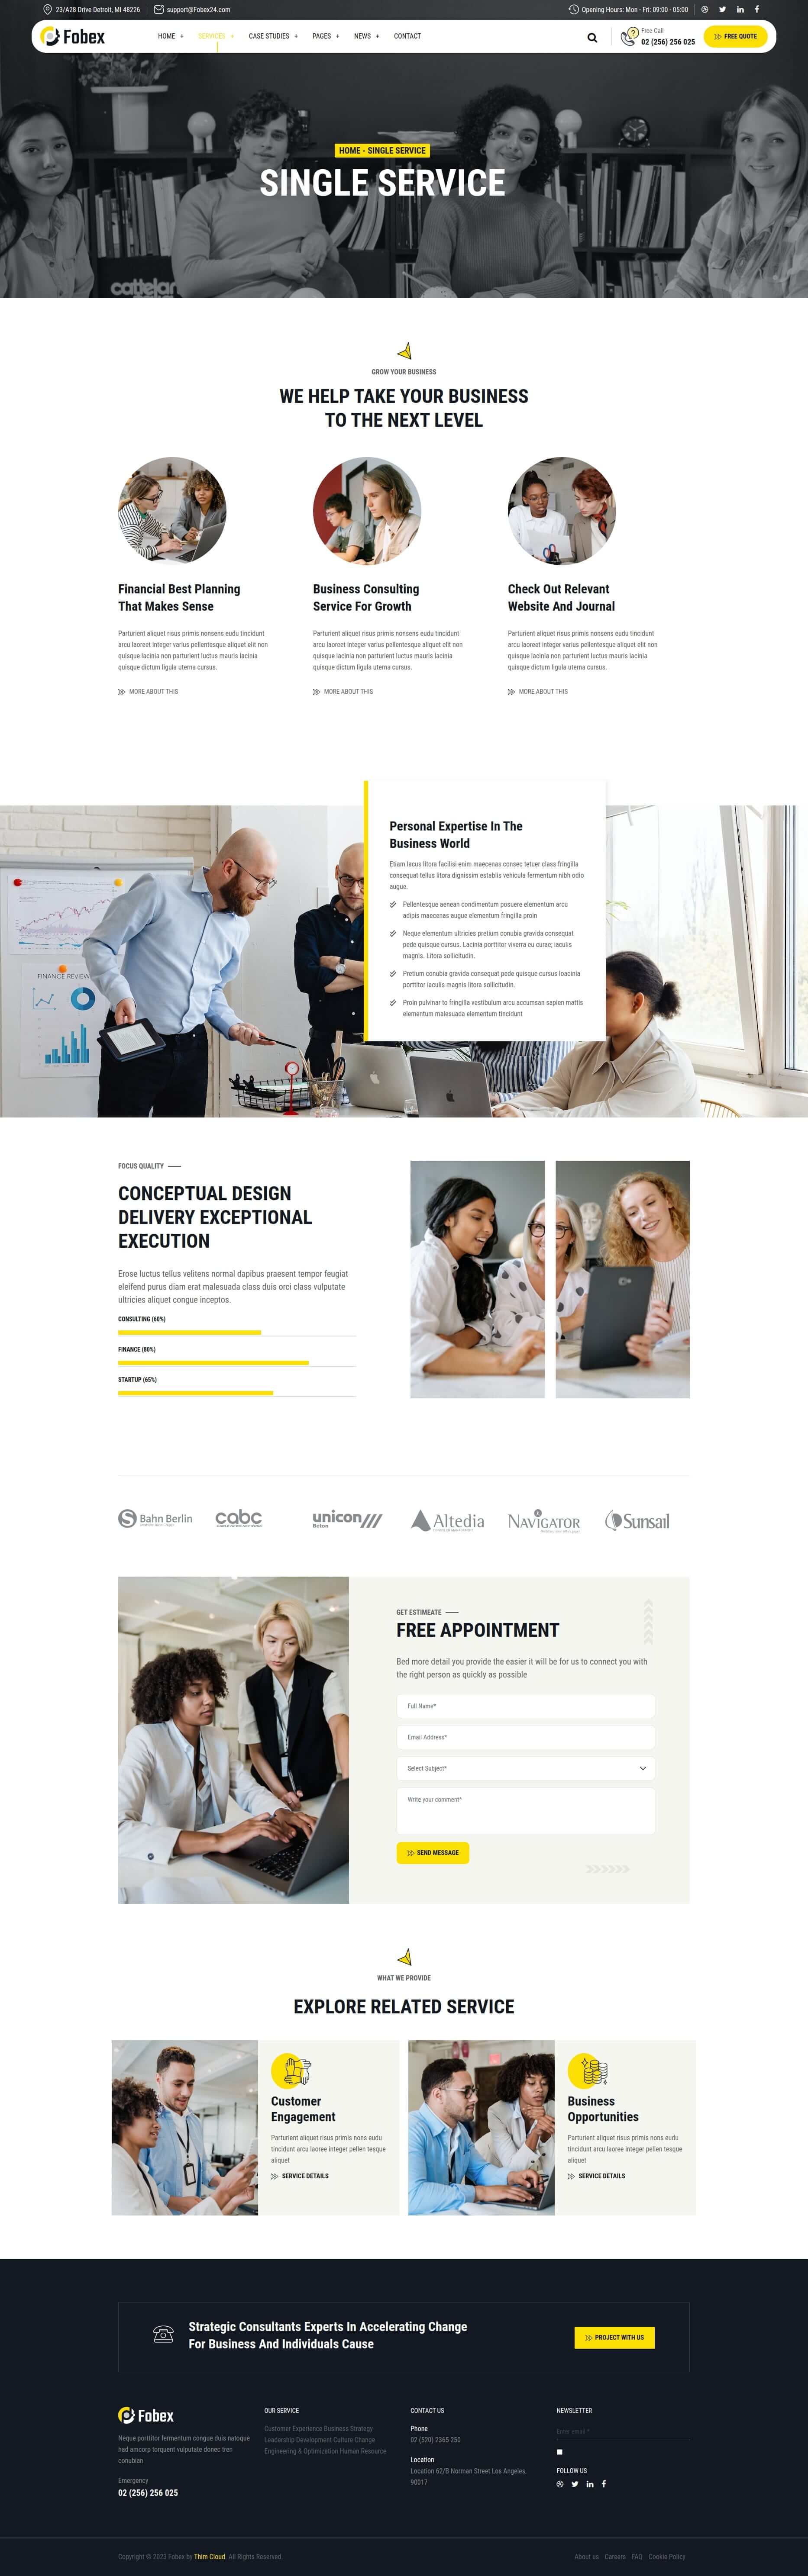 23/A28 Drive Detroit, MI 48226
support@Fobex24.com
Opening Hours: Mon - Fri: 09:00 - 05:00
Fobex
HOME +
SERVICES +
CASE STUDIES +
PAGES +
NEWS +
CONTACT
Free Call
02 (256) 256 025
FREE QUOTE
HOME - SINGLE SERVICE
SINGLE SERVICE
cattelan
GROW YOUR BUSINESS
WE HELP TAKE YOUR BUSINESS
TO THE NEXT LEVEL
Financial Best Planning
That Makes Sense
Parturient aliquet risus primis nonsens eudu tincidunt
arcu laoreet integer varius pellentesque aliquet elit non
quisque lacinia non parturient luctus mauris lacinia
quisque dictum ligula uterna cursus.
MORE ABOUT THIS
Business Consulting
Service For Growth
Parturient aliquet risus primis nonsens eudu tincidunt
arcu laoreet integer varius pellentesque aliquet elit non
quisque lacinia non parturient luctus mauris lacinia
quisque dictum ligula uterna cursus.
MORE ABOUT THIS
Check Out Relevant
Website And Journal
Parturient aliquet risus primis nonsens eudu tincidunt
arcu laoreet integer varius pellentesque aliquet elit non
quisque lacinia non parturient luctus mauris lacinia
quisque dictum ligula uterna cursus.
MORE ABOUT THIS
FINANCE REVIEW
Personal Expertise In The
Business World
Etiam lacus litora facilisi enim maecenas consec tetuer class fringilla
consequat tellus litora dignissim establis vehicula fermentum nibh odio
augue.
Pellentesque aenean condimentum posuere elementum arcu
adipis maecenas augue elementum fringilla proin
Neque elementum ultricies pretium conubia gravida consequat
pede quisque cursus. Lacinia porttitor viverra eu curae; iaculis
magnis. Litora sollicitudin.
Pretium conubia gravida consequat pede quisque cursus loacinia
porttitor iaculis magnis litora sollicitudin.
Proin pulvinar to fringilla vestibulum arcu accumsan sapien mattis
elementum malesuada elementum tincidunt
FOCUS QUALITY
CONCEPTUAL DESIGN
DELIVERY EXCEPTIONAL
EXECUTION
Erose luctus tellus velitens normal dapibus praesent tempor feugiat
eleifend purus diam erat malesuada class duis orci class vulputate
ultricies aliquet congue inceptos.
CONSULTING (60%)
FINANCE (80%)
STARTUP (65%)
Bahn Berlin
cabc
unicon
Beton
Altedia
NAVIGATOR
Sunsail
GET ESTIMEATE
FREE APPOINTMENT
Bed more detail you provide the easier it will be for us to connect you with
the right person as quickly as possible
Full Name*
Email Address*
Select Subject*
Write your comment*
SEND MESSAGE
WHAT WE PROVIDE
EXPLORE RELATED SERVICE
Customer
Engagement
Parturient aliquet risus primis nons eudu
tincidunt arcu laoree integer pellen tesque
aliquet
SERVICE DETAILS
Business
Opportunities
Parturient aliquet risus primis nons eudu
tincidunt arcu laoree integer pellen tesque
aliquet
SERVICE DETAILS
Strategic Consultants Experts In Accelerating Change
For Business And Individuals Cause
PROJECT WITH US
Fobex
Neque porttitor fermentum congue duis natoque
had amcorp torquent vulputate donec tren
conubian
Emergency
02 (256) 256 025
OUR SERVICE
Customer Experience Business Strategy
Leadership Development Culture Change
Engineering & Optimization Human Resource
CONTACT US
Phone
02 (520) 2365 250
Location
Location 62/B Norman Street Los Angeles,
90017
NEWSLETTER
Enter email *
FOLLOW US
Copyright © 2023 Fobex by Thim Cloud. All Rights Reserved.
About us
Careers
FAQ
Cookie Policy